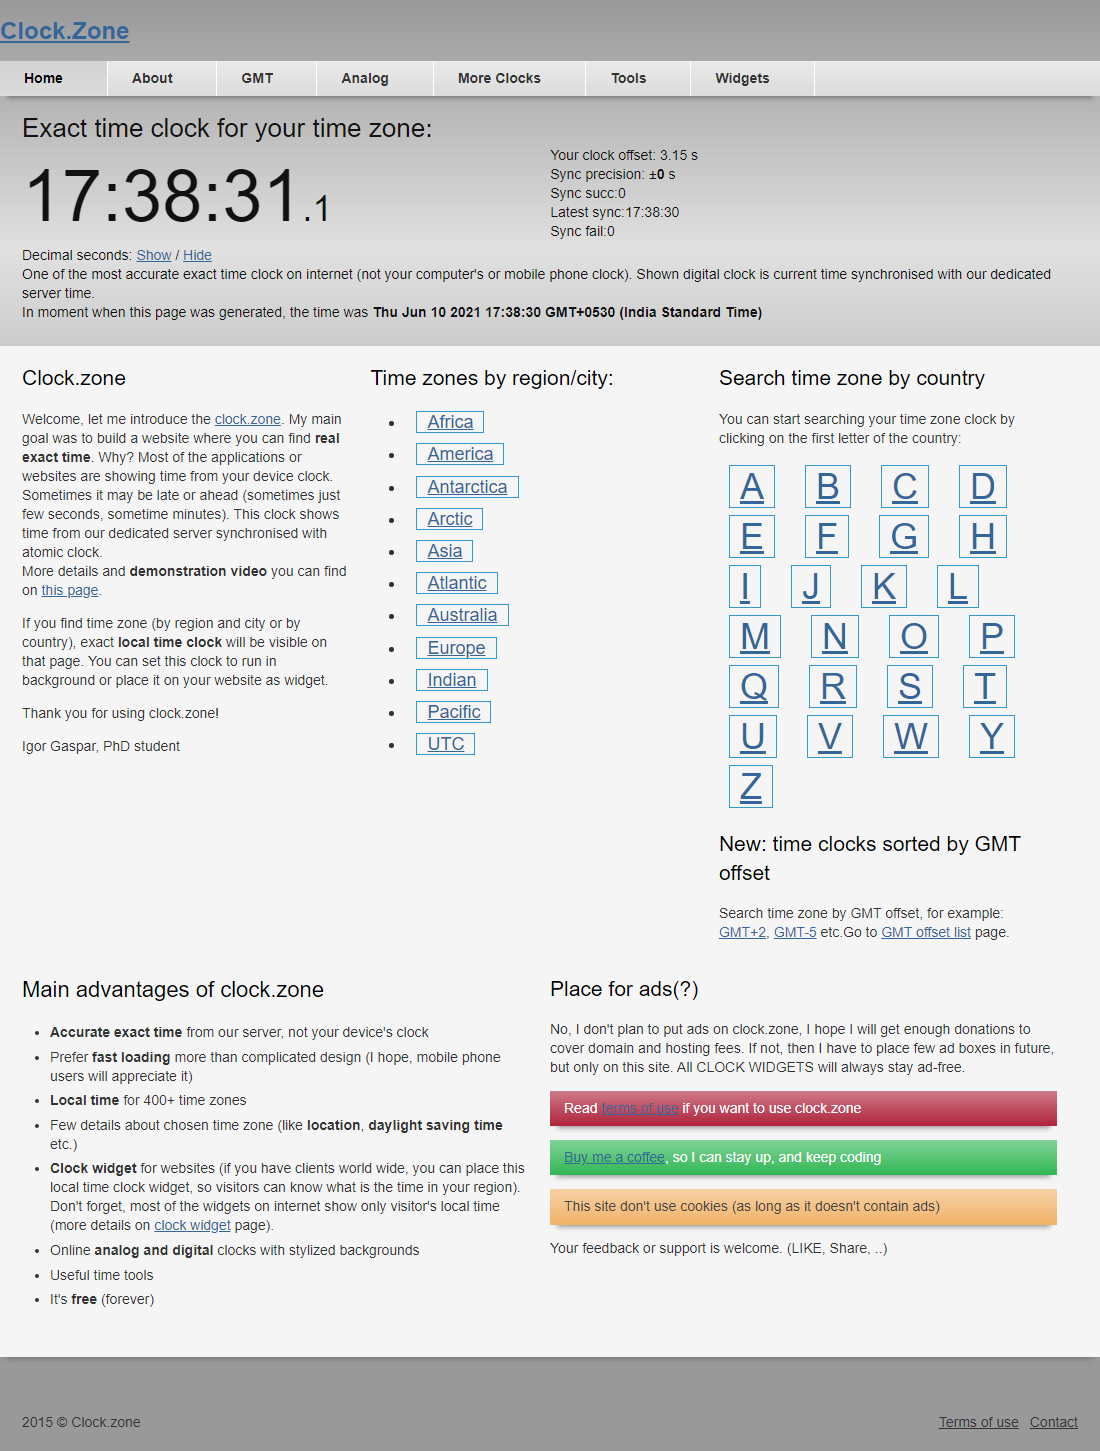 Clock.Zone
Home About GMT Analog More Clocks Tools Widgets
Exact time clock for your time zone:
17:38:31.1
Your clock offset: 3.15 s
Sync precision: ±0 s
Sync succ:0
Latest sync:17:38:30
Sync fail:0
Decimal seconds: Show / Hide
One of the most accurate exact time clock on internet (not your computer's or mobile phone clock). Shown digital clock is current time synchronised with our dedicated
server time.
In moment when this page was generated, the time was Thu Jun 10 2021 17:38:30 GMT+0530 (India Standard Time)
Clock.zone
Welcome, let me introduce the clock.zone. My main
goal was to build a website where you can find real
exact time. Why? Most of the applications or
websites are showing time from your device clock.
Sometimes it may be late or ahead (sometimes just
few seconds, sometime minutes). This clock shows
time from our dedicated server synchronised with
atomic clock.
More details and demonstration video you can find
on this page.
If you find time zone (by region and city or by
country), exact local time clock will be visible on
that page. You can set this clock to run in
background or place it on your website as widget.
Thank you for using clock.zone!
Igor Gaspar, PhD student
Time zones by region/city:
Africa
America
Antarctica
Arctic
Asia
Atlantic
Australia
Europe
Indian
Pacific
UTC
Search time zone by country
You can start searching your time zone clock by
clicking on the first letter of the country:
A B C D
E F G H
I J K L
M N O P
Q R S T
U V W Y
Z
New: time clocks sorted by GMT
offset
Search time zone by GMT offset, for example:
GMT+2, GMT-5 etc.Go to GMT offset list page.
Main advantages of clock.zone
Accurate exact time from our server, not your device's clock
Prefer fast loading more than complicated design (I hope, mobile phone
users will appreciate it)
Local time for 400+ time zones
Few details about chosen time zone (like location, daylight saving time
etc.)
Clock widget for websites (if you have clients world wide, you can place this
local time clock widget, so visitors can know what is the time in your region).
Don't forget, most of the widgets on internet show only visitor's local time
(more details on clock widget page).
Online analog and digital clocks with stylized backgrounds
Useful time tools
It's free (forever)
Place for ads(?)
No, I don't plan to put ads on clock.zone, I hope I will get enough donations to
cover domain and hosting fees. If not, then I have to place few ad boxes in future,
but only on this site. All CLOCK WIDGETS will always stay ad-free.
Read terms of use if you want to use clock.zone
Buy me a coffee, so I can stay up, and keep coding
This site don't use cookies (as long as it doesn't contain ads)
Your feedback or support is welcome. (LIKE, Share, ..)
2015 © Clock.zone
Terms of use Contact